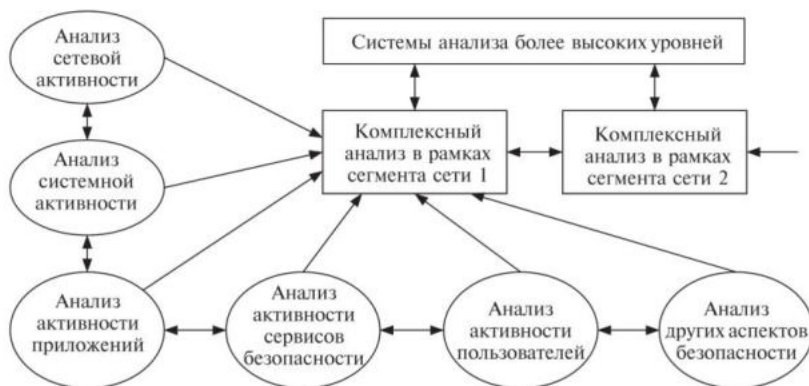 Анализ
сетевой
активности
Системы анализа более высоких уровней
Анализ
системной
активности
Комплексный
анализ в рамках
сегмента сети 1
Комплексный
анализ в рамках
сегмента сети 2
Анализ
активности
приложений
Анализ
активности
сервисов
безопасности
Анализ
активности
пользователей
Анализ
других аспектов
безопасности